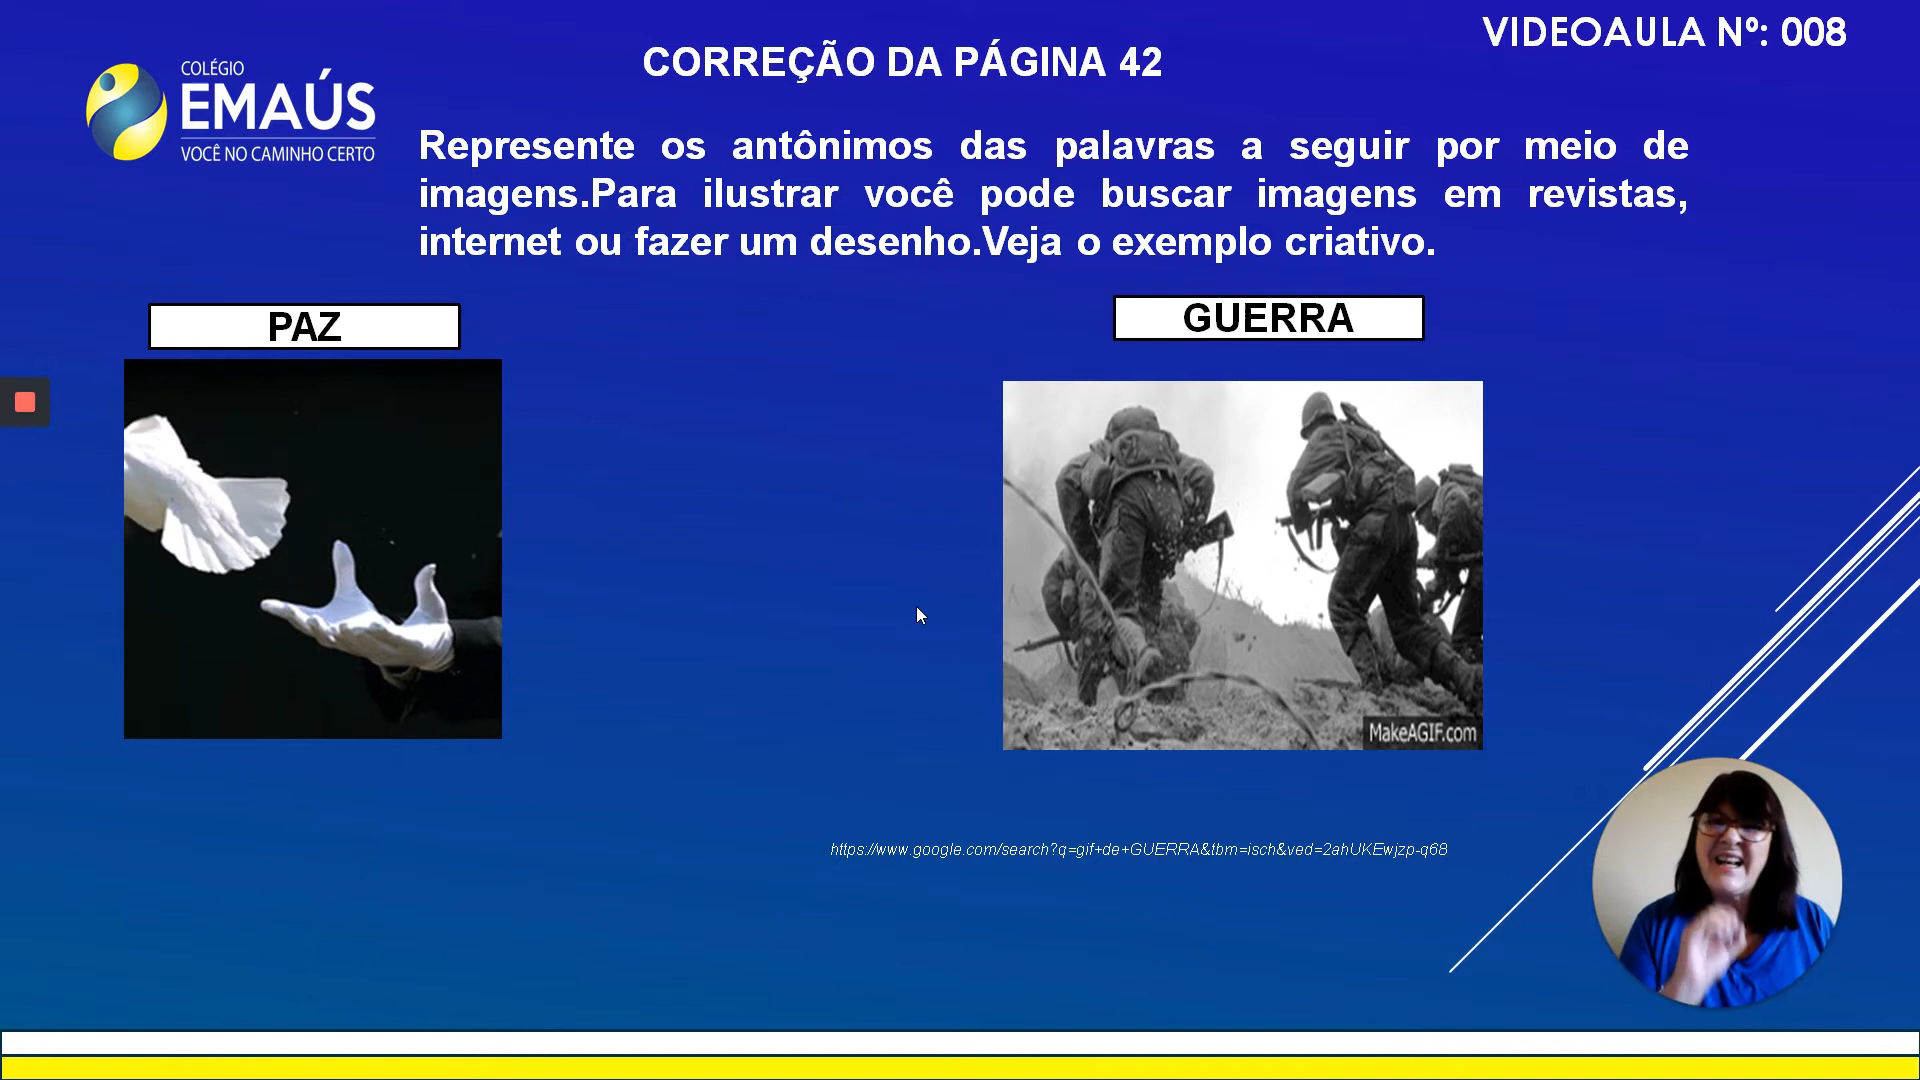 VIDEOAULA Nº: 008
CORREÇÃO DA PÁGINA 42
COLÉGIO
EMAÚS
VOCÊ NO CAMINHO CERTO
Represente os antônimos das palavras a seguir por meio de
imagens.Para ilustrar você pode buscar imagens em revistas,
internet ou fazer um desenho.Veja o exemplo criativo.
PAZ
GUERRA
MakeAGIF.com
https://www.google.com/search?q=gif+de+GUERRA&tbm=isch&ved=2ahUKEwjzp-q68